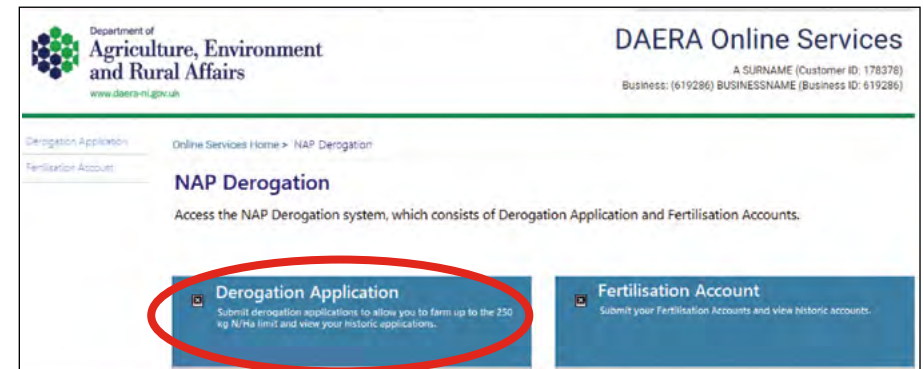 Department of
Agriculture, Environment
and Rural Affairs
www.daera-ni.gov.uk
DAERA Online Services
A SURNAME (Customer ID: 178378)
Business: (619286) BUSINESSNAME (Business ID: 619286)
Derogation Application
Fertilisation Account
Online Services Home > NAP Derogation
NAP Derogation
Access the NAP Derogation system, which consists of Derogation Application and Fertilisation Accounts.
Derogation Application
Submit derogation applications to allow you to farm up to the 250
kg N/Ha limit and view your historic applications.
Fertilisation Account
Submit your Fertilisation Accounts and view historic accounts.